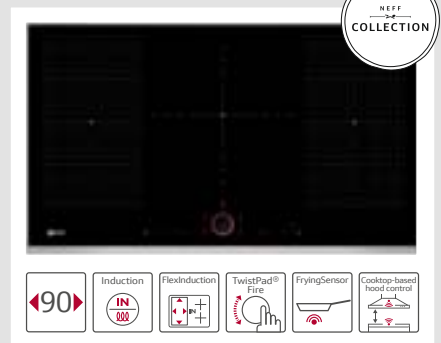 NEFF
COLLECTION
90
Induction
IN
FlexInduction
IN
TwistPad®
Fire
FryingSensor
Cooktop-based
hood control